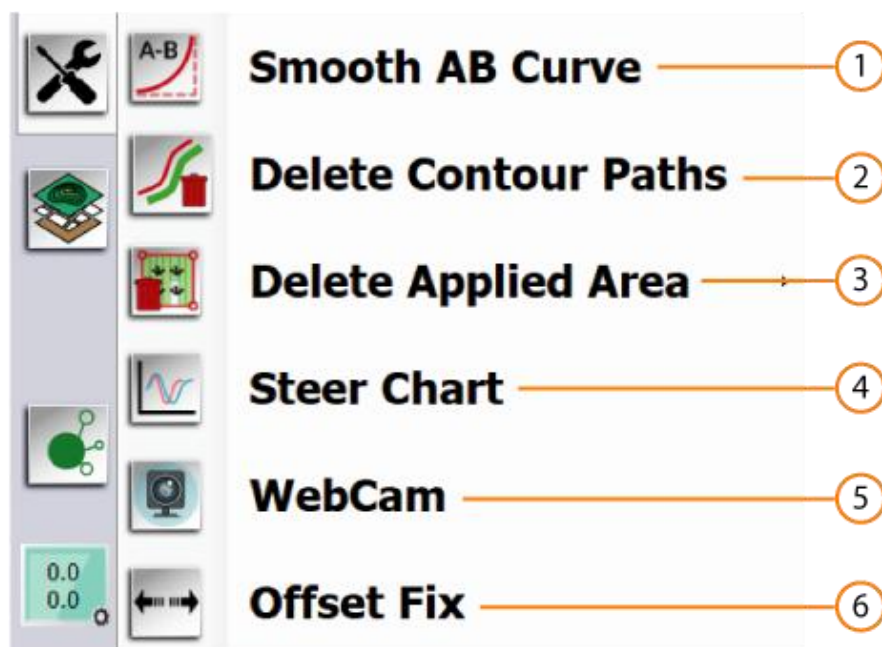 A-B
Smooth AB Curve
1
Delete Contour Paths
2
Delete Applied Area
3
Steer Chart
4
WebCam
5
0.0
0.0
Offset Fix
6